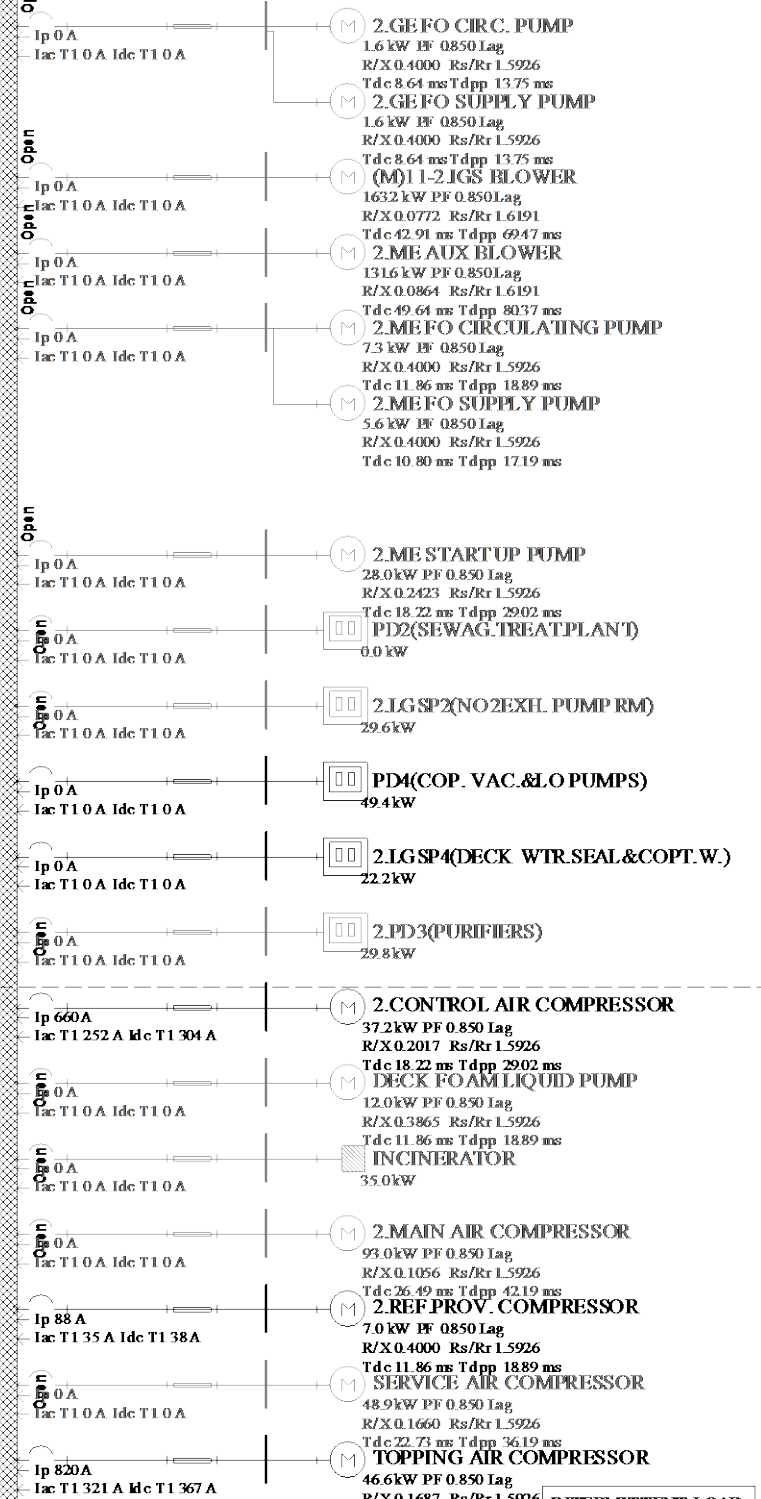 Ip 0 A
Iac T1 0 A Idc T1 0 A
2.GE FO CIRC. PUMP
1.6 kW PF 0.850 Lag
R/X 0.4000 Rs/Rr 1.5926
Tdc 8.64 ms Tdpp 13.75 ms
2.GE FO SUPPLY PUMP
1.6 kW PF 0.850 Lag
R/X 0.4000 Rs/Rr 1.5926
Tdc 8.64 ms Tdpp 13.75 ms
Open
Ip 0 A
Iac T1 0 A Idc T1 0 A
(M)11-2.IGS BLOWER
163.2 kW PF 0.850 Lag
R/X 0.0772 Rs/Rr 1.6191
Tdc 42.91 ms Tdpp 69.47 ms
Open
Ip 0 A
Iac T1 0 A Idc T1 0 A
2.ME AUX BLOWER
131.6 kW PF 0.850 Lag
R/X 0.0864 Rs/Rr 1.6191
Tdc 49.64 ms Tdpp 80.37 ms
Open
Ip 0 A
Iac T1 0 A Idc T1 0 A
2.ME FO CIRCULATING PUMP
7.3 kW PF 0.850 Lag
R/X 0.4000 Rs/Rr 1.5926
Tdc 11.86 ms Tdpp 18.89 ms
2.ME FO SUPPLY PUMP
5.6 kW PF 0.850 Lag
R/X 0.4000 Rs/Rr 1.5926
Tdc 10.80 ms Tdpp 17.19 ms
Open
Ip 0 A
Iac T1 0 A Idc T1 0 A
2.ME START UP PUMP
28.0 kW PF 0.850 Lag
R/X 0.2423 Rs/Rr 1.5926
Tdc 18.22 ms Tdpp 29.02 ms
Open
Ip 0 A
Iac T1 0 A Idc T1 0 A
PD2(SEWAG.TREAT.PLANT)
0.0 kW
Open
Ip 0 A
Iac T1 0 A Idc T1 0 A
2.LGSP2(NO2EXH. PUMP RM)
29.6 kW
Ip 0 A
Iac T1 0 A Idc T1 0 A
PD4(COP. VAC.&LO PUMPS)
49.4 kW
Ip 0 A
Iac T1 0 A Idc T1 0 A
2.LGSP4(DECK WTR.SEAL&COPT.W.)
22.2 kW
Open
Ip 0 A
Iac T1 0 A Idc T1 0 A
2.PD3(PURIFIERS)
29.8 kW
Ip 660 A
Iac T1 252 A Idc T1 304 A
2.CONTROL AIR COMPRESSOR
37.2 kW PF 0.850 Lag
R/X 0.2017 Rs/Rr 1.5926
Tdc 18.22 ms Tdpp 29.02 ms
Open
Ip 0 A
Iac T1 0 A Idc T1 0 A
DECK FOAM LIQUID PUMP
12.0 kW PF 0.850 Lag
R/X 0.3865 Rs/Rr 1.5926
Tdc 11.86 ms Tdpp 18.89 ms
Open
Ip 0 A
Iac T1 0 A Idc T1 0 A
INCINERATOR
35.0 kW
Open
Ip 0 A
Iac T1 0 A Idc T1 0 A
2.MAIN AIR COMPRESSOR
93.0 kW PF 0.850 Lag
R/X 0.1056 Rs/Rr 1.5926
Tdc 26.49 ms Tdpp 42.19 ms
Ip 88 A
Iac T1 35 A Idc T1 38 A
2.REF.PROV. COMPRESSOR
7.0 kW PF 0.850 Lag
R/X 0.4000 Rs/Rr 1.5926
Tdc 11.86 ms Tdpp 18.89 ms
Open
Ip 0 A
Iac T1 0 A Idc T1 0 A
SERVICE AIR COMPRESSOR
48.9 kW PF 0.850 Lag
R/X 0.1660 Rs/Rr 1.5926
Tdc 22.73 ms Tdpp 36.19 ms
Ip 820 A
Iac T1 321 A Idc T1 367 A
TOPPING AIR COMPRESSOR
46.6 kW PF 0.850 Lag
R/X 0.1687 Rs/Rr 1.5926
INTERMITTENT LOAD